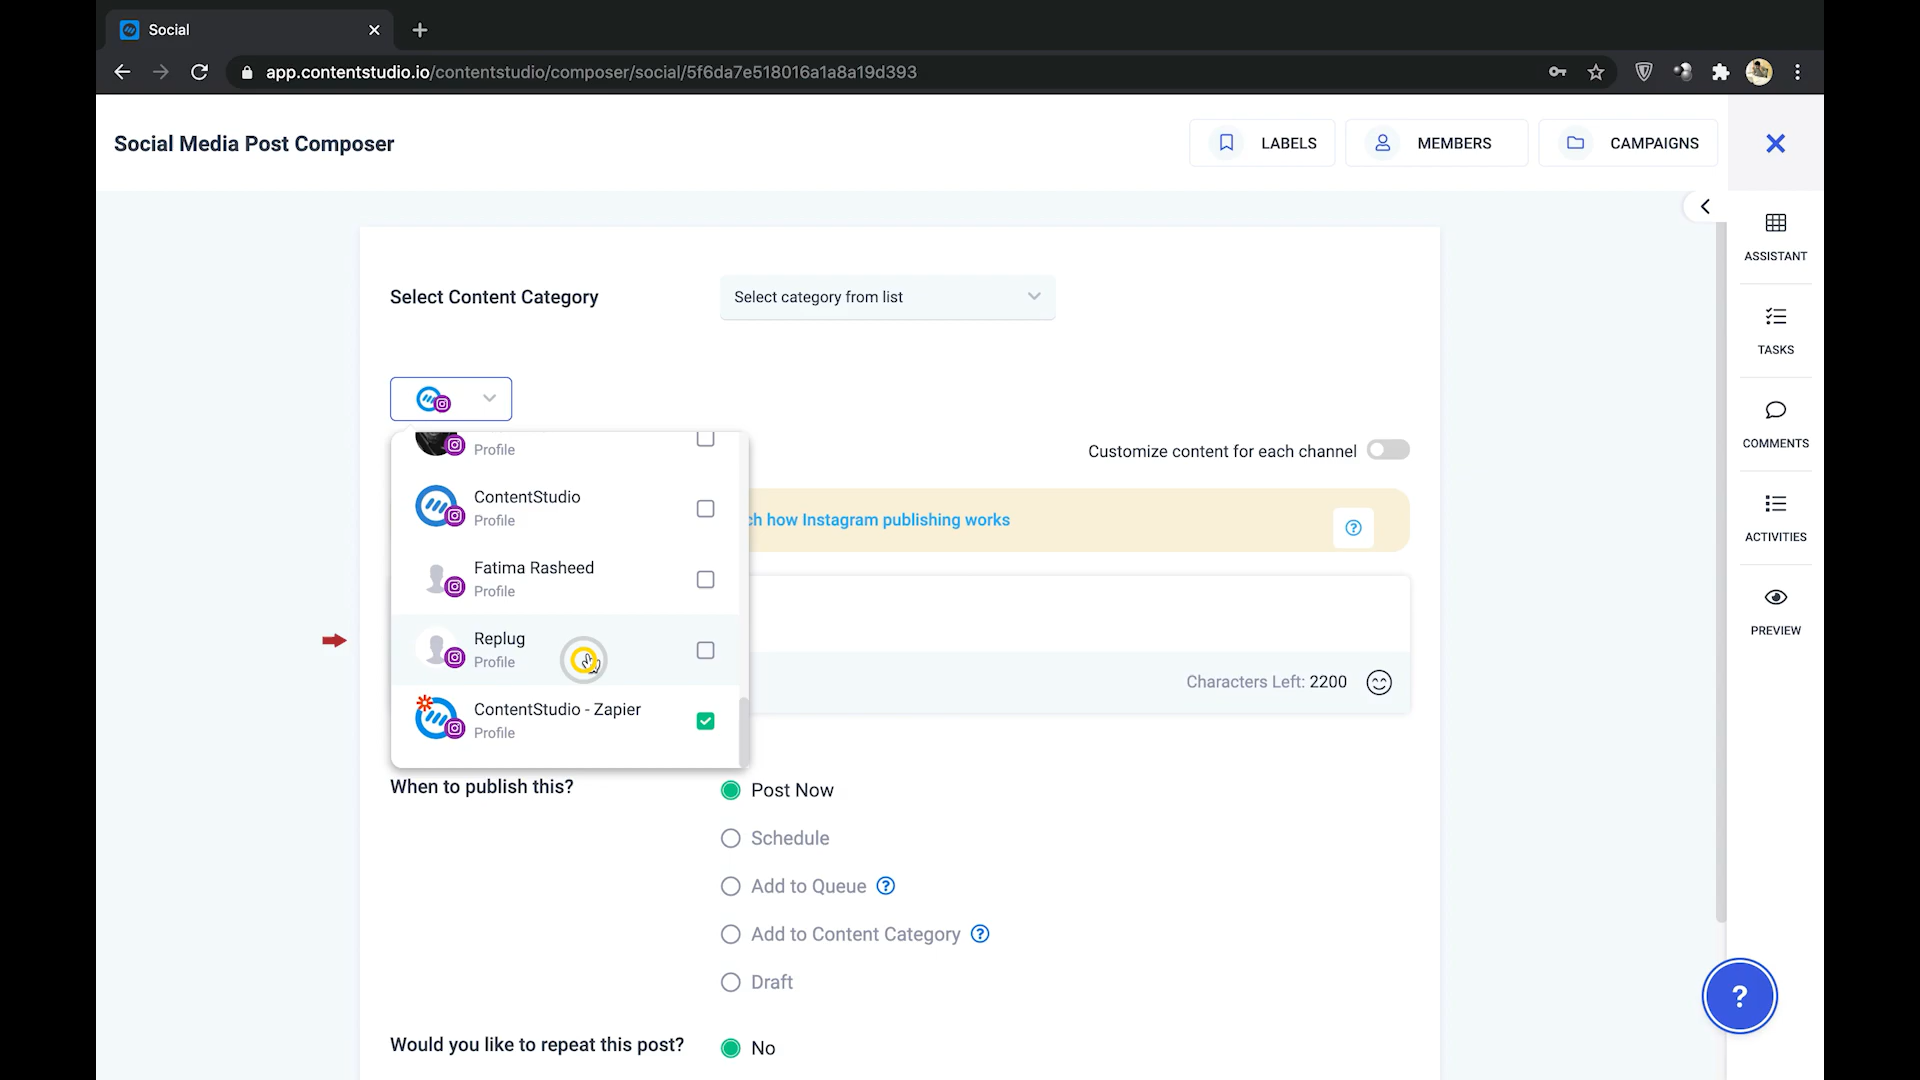 Social
app.contentstudio.io/contentstudio/composer/social/5f6da7e518016a1a8a19d393
Social Media Post Composer
LABELS
MEMBERS
CAMPAIGNS
ASSISTANT
TASKS
COMMENTS
ACTIVITIES
PREVIEW
Select Content Category
Select category from list
Customize content for each channel
Profile
ContentStudio
Profile
ch how Instagram publishing works
Fatima Rasheed
Profile
Replug
Profile
Characters Left: 2200
ContentStudio - Zapier
Profile
When to publish this?
Post Now
Schedule
Add to Queue ?
Add to Content Category ?
Draft
?
Would you like to repeat this post?
No